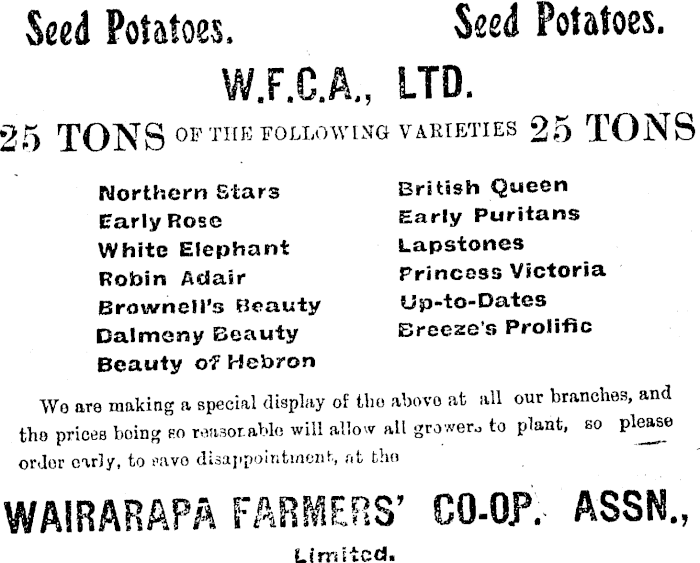 Seed Potatoes. Seed Potatoes.
W.F.C.A., LTD.
25 TONS OF THE FOLLOWING VARIETIES 25 TONS
Northern Stars
Early Rose
White Elephant
Robin Adair
Brownell's Beauty
Dalmeny Beauty
Beauty of Hebron
British Queen
Early Puritans
Lapstones
Princess Victoria
Up-to-Dates
Breeze's Prolific
We are making a special display of the above at all our branches, and
the prices being so reasonable will allow all growers to plant, so please
order early, to save disappointment, at the
WAIRARAPA FARMERS' CO-OP. ASSN.,
Limited.